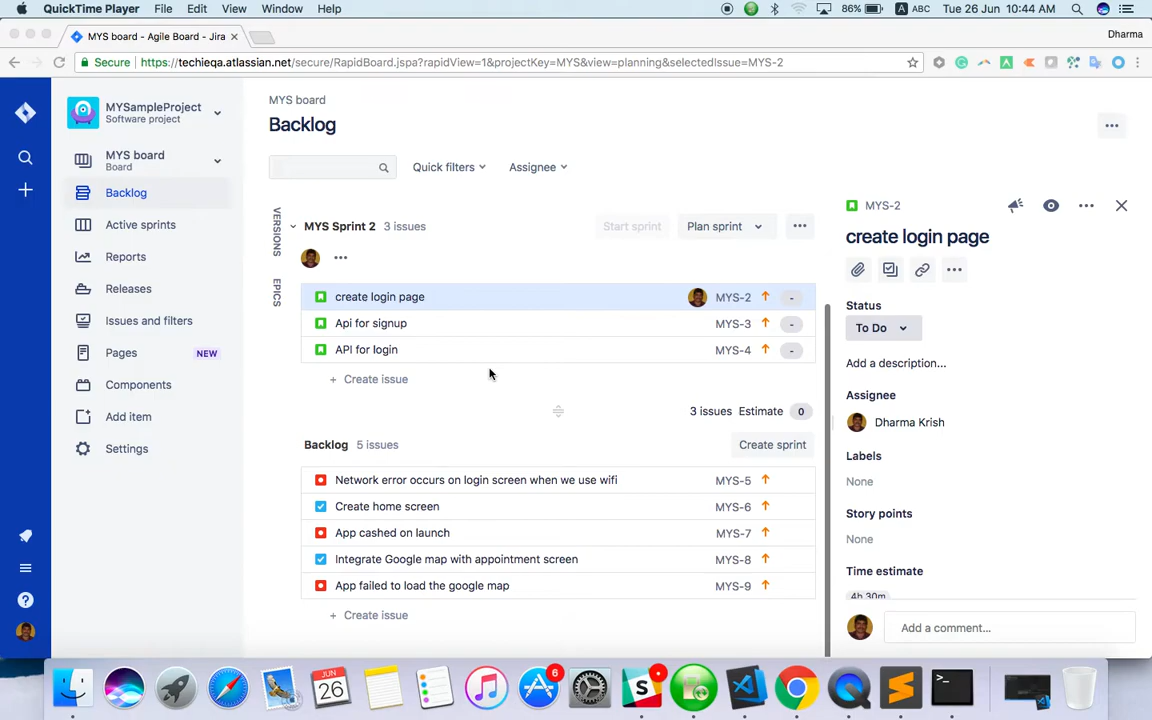 QuickTime Player File Edit View Window Help 86% A ABC Tue 26 Jun 10:44 AM
MYS board - Agile Board - Jira Dharma
Secure https://techieqa.atlassian.net/secure/RapidBoard.jspa?rapidView=1&projectKey=MYS&view=planning&selectedIssue=MYS-2
MYSampleProject
Software project
MYS board
Board
Backlog
Active sprints
Reports
Releases
Issues and filters
Pages NEW
Components
Add item
Settings
MYS board
Backlog
Quick filters Assignee
VERSIONS
EPICS
MYS Sprint 2 3 issues Start sprint Plan sprint
create login page MYS-2 -
Api for signup MYS-3 -
API for login MYS-4 -
+ Create issue
3 issues Estimate 0
Backlog 5 issues Create sprint
Network error occurs on login screen when we use wifi MYS-5
Create home screen MYS-6
App cashed on launch MYS-7
Integrate Google map with appointment screen MYS-8
App failed to load the google map MYS-9
+ Create issue
MYS-2
create login page
Status
To Do
Add a description...
Assignee
Dharma Krish
Labels
None
Story points
None
Time estimate
4h 30m
Add a comment...
JUN
26
6
>_